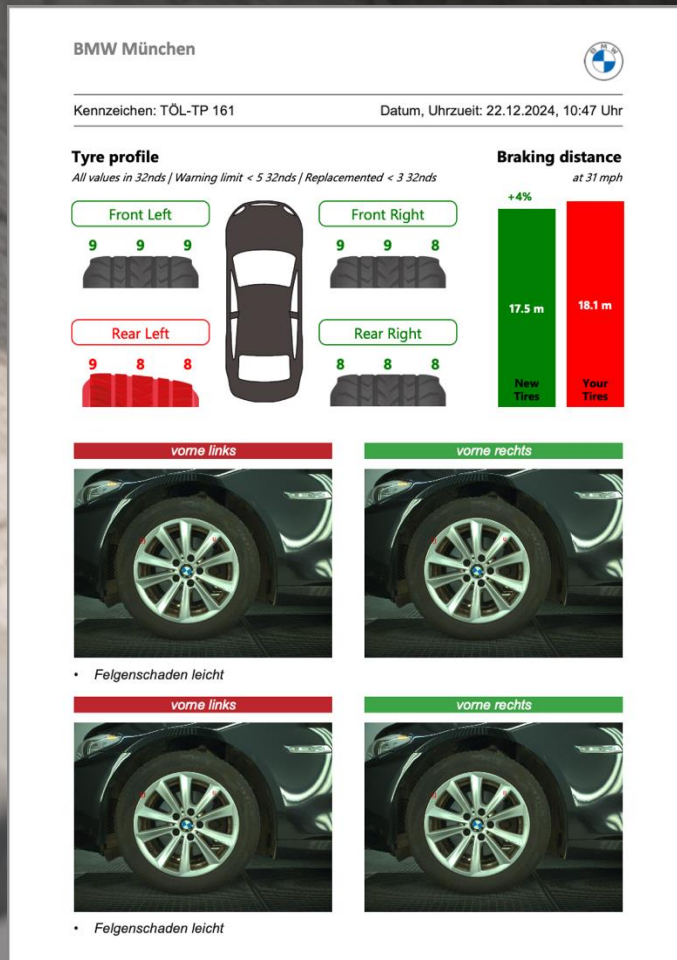 BMW München
BMW
Kennzeichen: TÖL-TP 161 Datum, Uhrzueit: 22.12.2024, 10:47 Uhr
Tyre profile
All values in 32nds | Warning limit < 5 32nds | Replacemented < 3 32nds
Braking distance
at 31 mph
Front Left
9 9 9
Front Right
9 9 8
Rear Left
9 8 8
Rear Right
8 8 8
+4%
17.5 m
18.1 m
New
Tires
Your
Tires
vorne links
vorne rechts
• Felgenschaden leicht
vorne links
vorne rechts
• Felgenschaden leicht